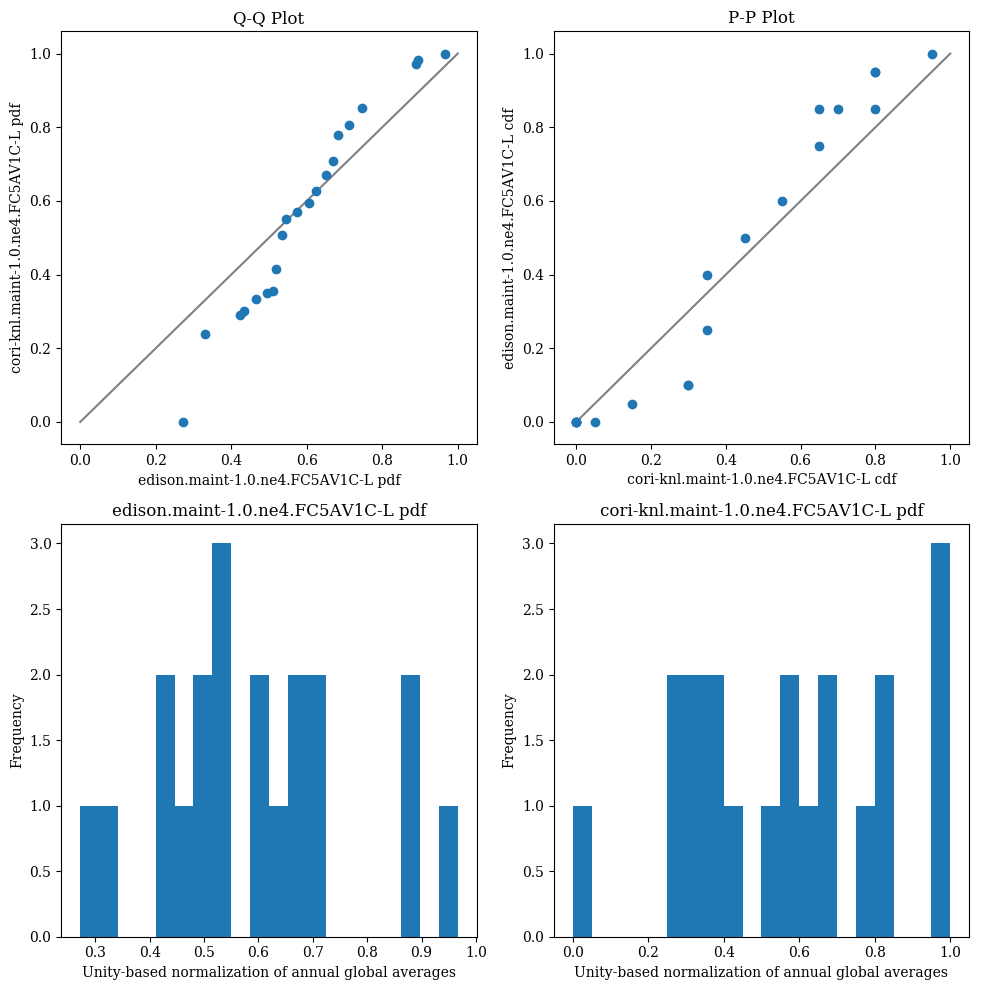 Q-Q Plot
1.0
0.8
0.6
0.4
0.2
0.0
cori-knl.maint-1.0.ne4.FC5AV1C-L pdf
0.0 0.2 0.4 0.6 0.8 1.0
edison.maint-1.0.ne4.FC5AV1C-L pdf
P-P Plot
1.0
0.8
0.6
0.4
0.2
0.0
edison.maint-1.0.ne4.FC5AV1C-L cdf
0.0 0.2 0.4 0.6 0.8 1.0
cori-knl.maint-1.0.ne4.FC5AV1C-L cdf
edison.maint-1.0.ne4.FC5AV1C-L pdf
3.0
2.5
2.0
1.5
1.0
0.5
0.0
Frequency
0.3 0.4 0.5 0.6 0.7 0.8 0.9 1.0
Unity-based normalization of annual global averages
cori-knl.maint-1.0.ne4.FC5AV1C-L pdf
3.0
2.5
2.0
1.5
1.0
0.5
0.0
Frequency
0.0 0.2 0.4 0.6 0.8 1.0
Unity-based normalization of annual global averages